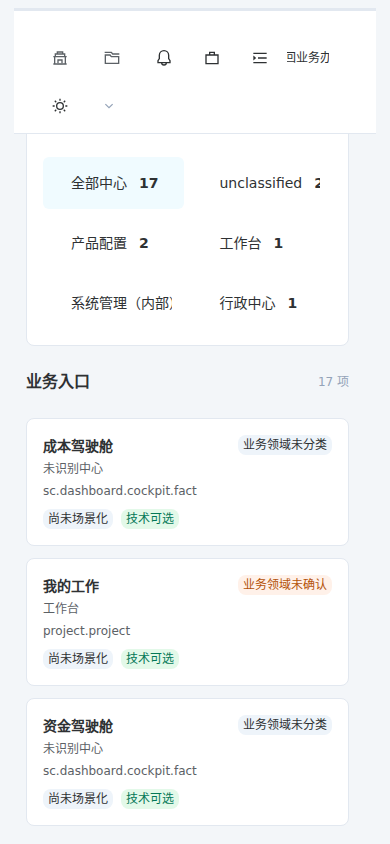 全部中心 17
unclassified
产品配置 2
工作台 1
系统管理（内部）
行政中心 1
业务入口
17 项
成本驾驶舱
业务领域未分类
未识别中心
sc.dashboard.cockpit.fact
尚未场景化 技术可选
我的工作
业务领域未确认
工作台
project.project
尚未场景化 技术可选
资金驾驶舱
业务领域未分类
未识别中心
sc.dashboard.cockpit.fact
尚未场景化 技术可选